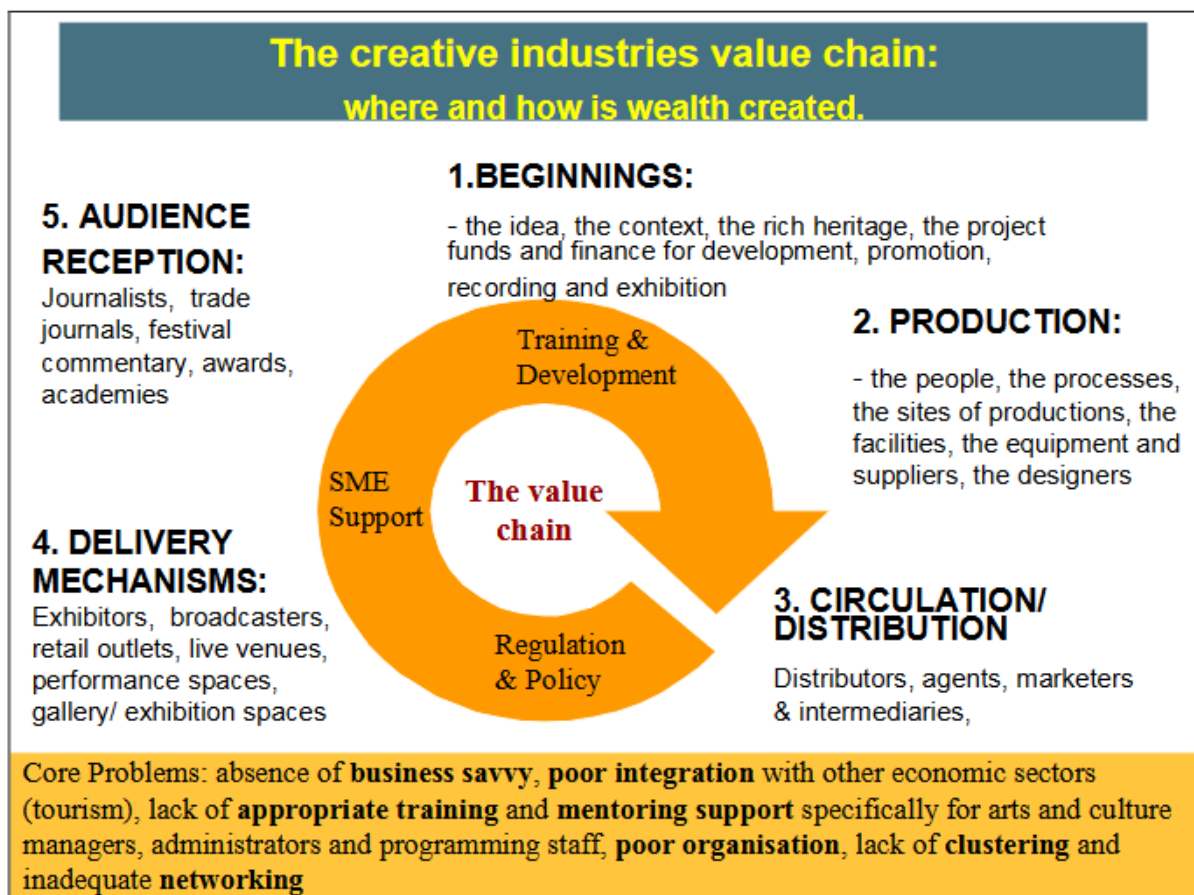 The creative industries value chain:
where and how is wealth created.
1.BEGINNINGS:
- the idea, the context, the rich heritage, the project
funds and finance for development, promotion,
recording and exhibition
2. PRODUCTION:
- the people, the processes,
the sites of productions, the
facilities, the equipment and
suppliers, the designers
3. CIRCULATION/
DISTRIBUTION
Distributors, agents, marketers
& intermediaries,
4. DELIVERY
MECHANISMS:
Exhibitors, broadcasters,
retail outlets, live venues,
performance spaces,
gallery/ exhibition spaces
5. AUDIENCE
RECEPTION:
Journalists, trade
journals, festival
commentary, awards,
academies
Training &
Development
SME
Support
The value
chain
Regulation
& Policy
Core Problems: absence of business savvy, poor integration with other economic sectors
(tourism), lack of appropriate training and mentoring support specifically for arts and culture
managers, administrators and programming staff, poor organisation, lack of clustering and
inadequate networking